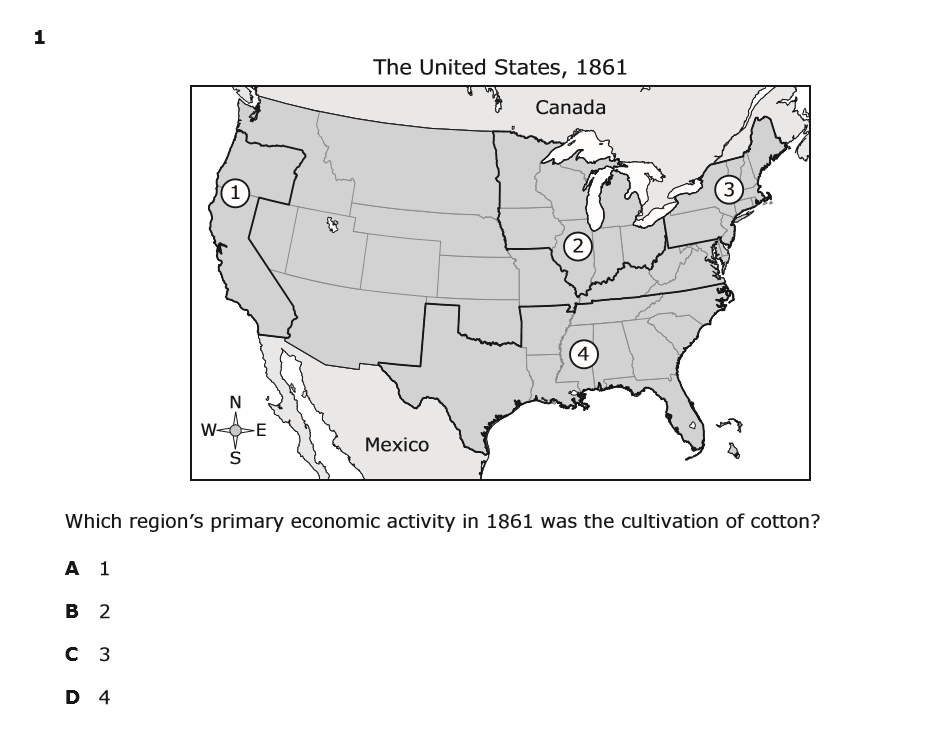 1
The United States, 1861
Canada
1
3
2
4
N
W E
S
Mexico
Which region's primary economic activity in 1861 was the cultivation of cotton?
A 1
B 2
C 3
D 4